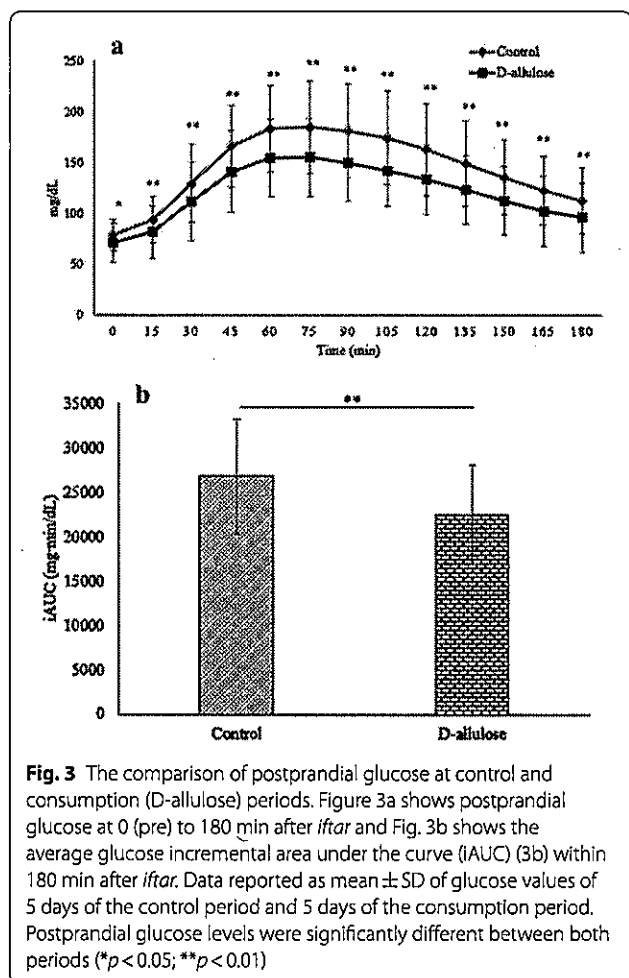 a
Control
D-allulose
250
200
150
100
50
0
mg/dL
* ** ** ** ** ** ** ** ** ** ** ** **
0 15 30 45 60 75 90 105 120 135 150 165 180
Time (min)
b
**
35000
30000
25000
20000
15000
10000
5000
0
iAUC (mg·min/dL)
Control D-allulose
Fig. 3 The comparison of postprandial glucose at control and
consumption (D-allulose) periods. Figure 3a shows postprandial
glucose at 0 (pre) to 180 min after iftar and Fig. 3b shows the
average glucose incremental area under the curve (iAUC) (3b) within
180 min after iftar. Data reported as mean ± SD of glucose values of
5 days of the control period and 5 days of the consumption period.
Postprandial glucose levels were significantly different between both
periods (*p < 0.05; **p < 0.01)